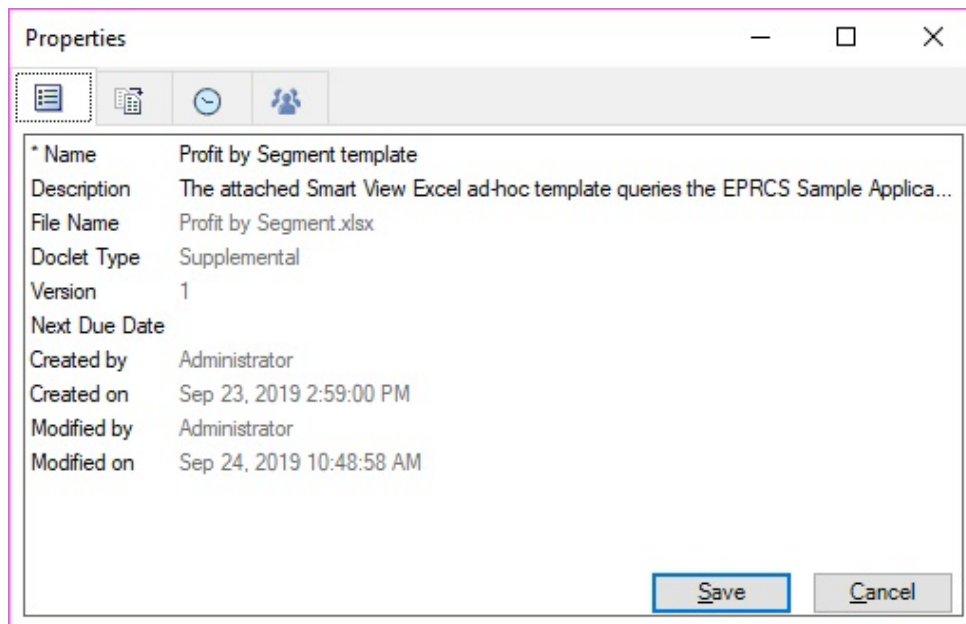 Properties
* Name Profit by Segment template
Description The attached Smart View Excel ad-hoc template queries the EPRCS Sample Applica...
File Name Profit by Segment.xlsx
Doclet Type Supplemental
Version 1
Next Due Date
Created by Administrator
Created on Sep 23, 2019 2:59:00 PM
Modified by Administrator
Modified on Sep 24, 2019 10:48:58 AM
Save Cancel